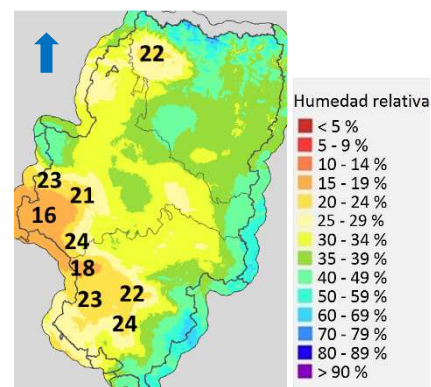 22
23
21
16
24
18
23
22
24
Humedad relativa
< 5 %
5 - 9 %
10 - 14 %
15 - 19 %
20 - 24 %
25 - 29 %
30 - 34 %
35 - 39 %
40 - 49 %
50 - 59 %
60 - 69 %
70 - 79 %
80 - 89 %
> 90 %